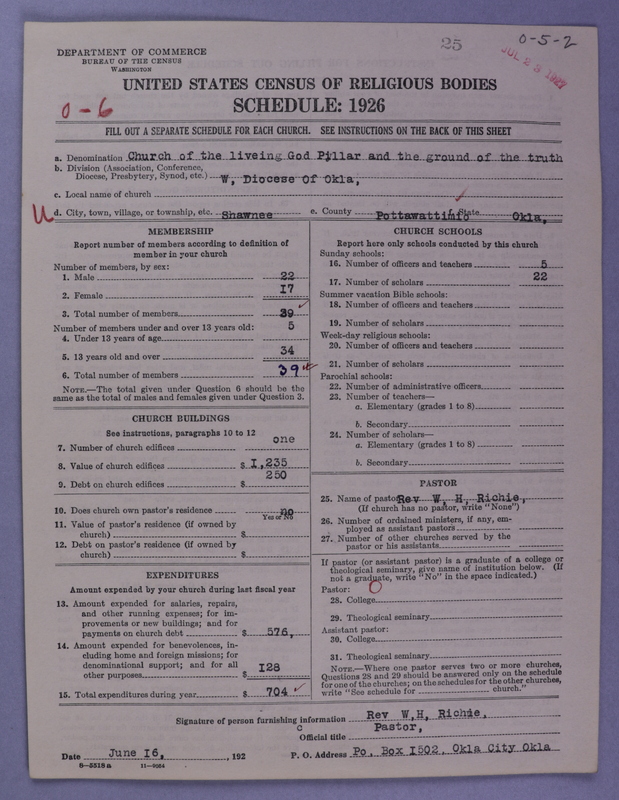 25
0-5-2
JUL 23 1927
DEPARTMENT OF COMMERCE
BUREAU OF THE CENSUS
WASHINGTON
UNITED STATES CENSUS OF RELIGIOUS BODIES
0-6
SCHEDULE: 1926
FILL OUT A SEPARATE SCHEDULE FOR EACH CHURCH. SEE INSTRUCTIONS ON THE BACK OF THIS SHEET
a. Denomination Church of the liveing God Pillar and the ground of the truth
b. Division (Association, Conference,
Diocese, Presbytery, Synod, etc.) W, Diocese Of Okla,
c. Local name of church
U d. City, town, village, or township, etc. Shawnee e. County Pottawattimie f. State Okla,
MEMBERSHIP
Report number of members according to definition of
member in your church
Number of members, by sex:
1. Male 22
2. Female 17
3. Total number of members 39
Number of members under and over 13 years old:
4. Under 13 years of age 5
5. 13 years old and over 34
6. Total number of members 39
NOTE.—The total given under Question 6 should be the
same as the total of males and females given under Question 3.
CHURCH BUILDINGS
See instructions, paragraphs 10 to 12
7. Number of church edifices one
8. Value of church edifices $ I,235
9. Debt on church edifices $ 250
10. Does church own pastor's residence no
Yes or No
11. Value of pastor's residence (if owned by
church) $
12. Debt on pastor's residence (if owned by
church) $
EXPENDITURES
Amount expended by your church during last fiscal year
13. Amount expended for salaries, repairs,
and other running expenses; for im-
provements or new buildings; and for
payments on church debt $ 576,
14. Amount expended for benevolences, in-
cluding home and foreign missions; for
denominational support; and for all
other purposes $ I28
15. Total expenditures during year $ 704
CHURCH SCHOOLS
Report here only schools conducted by this church
Sunday schools:
16. Number of officers and teachers 5
17. Number of scholars 22
Summer vacation Bible schools:
18. Number of officers and teachers
19. Number of scholars
Week-day religious schools:
20. Number of officers and teachers
21. Number of scholars
Parochial schools:
22. Number of administrative officers
23. Number of teachers—
a. Elementary (grades 1 to 8)
b. Secondary
24. Number of scholars—
a. Elementary (grades 1 to 8)
b. Secondary
PASTOR
25. Name of pastor Rev W, H, Richie,
(If church has no pastor, write "None")
26. Number of ordained ministers, if any, em-
ployed as assistant pastors
27. Number of other churches served by the
pastor or his assistants
If pastor (or assistant pastor) is a graduate of a college or
theological seminary, give name of institution below. (If
not a graduate, write "No" in the space indicated.)
Pastor: O
28. College
29. Theological seminary
Assistant pastor:
30. College
31. Theological seminary
NOTE.—Where one pastor serves two or more churches,
Questions 28 and 29 should be answered only on the schedule
for one of the churches; on the schedules for the other churches,
write "See schedule for church."
Signature of person furnishing information Rev W,H, Richie,
c
Official title Pastor,
Date June I6, , 192 P. O. Address Po, Box I502, Okla City Okla
8-5518a 11-9054